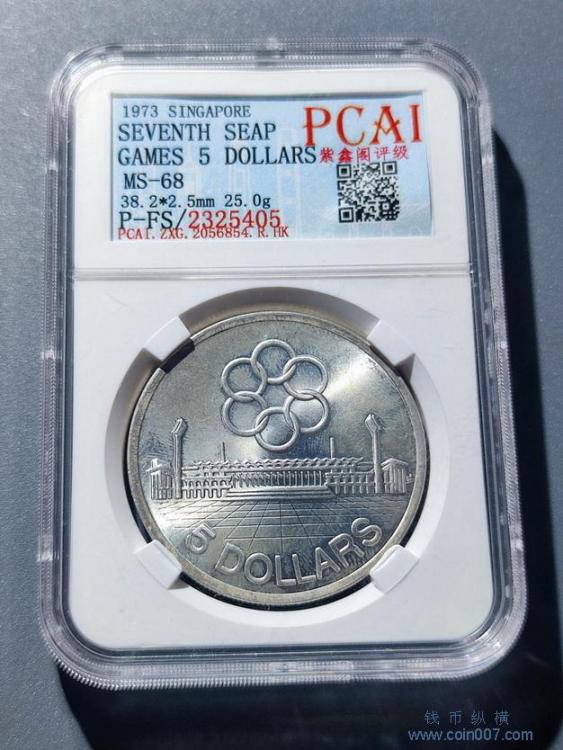 1973 SINGAPORE
SEVENTH SEAP
GAMES 5 DOLLARS
MS-68
38.2*2.5mm 25.0g
P-FS/2325405
PCAI. ZXG. 2056854. R. HK
PCAI
紫鑫阁评级
5 DOLLARS
钱币纵横
www.coin007.com